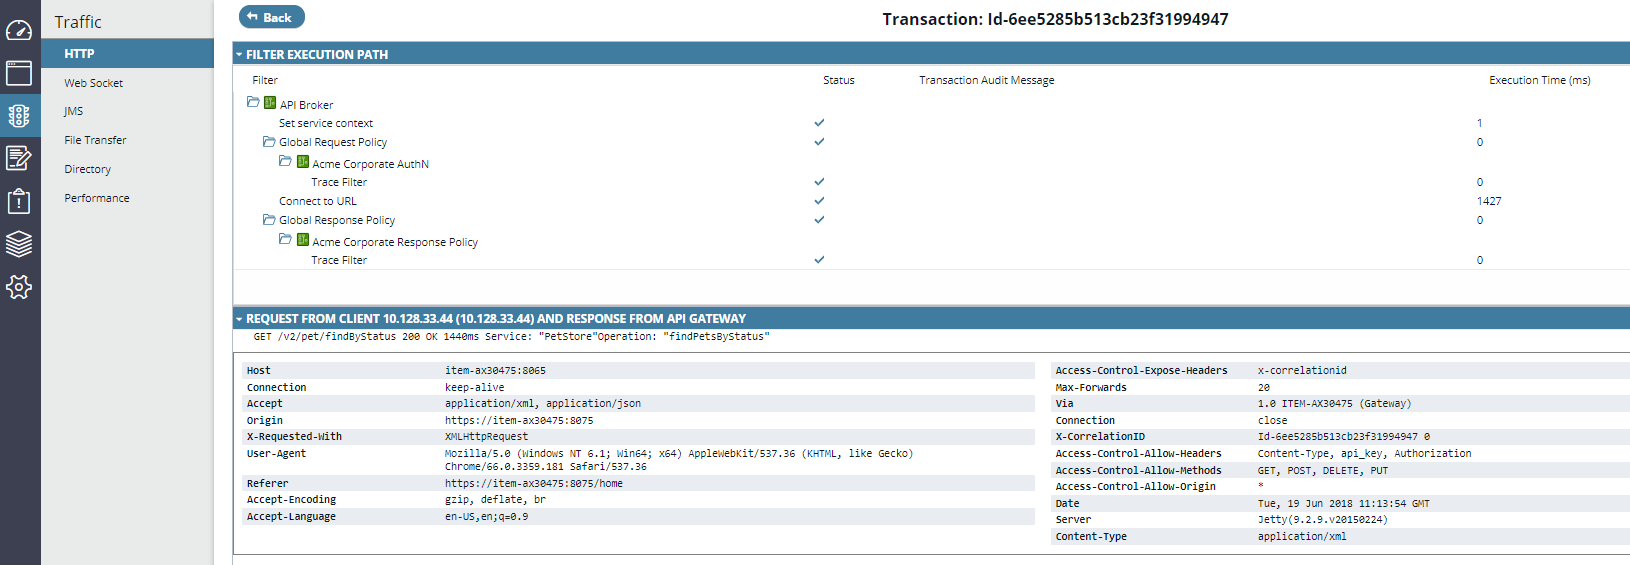 Traffic
HTTP
Web Socket
JMS
File Transfer
Directory
Performance
Back
Transaction: Id-6ee5285b513cb23f31994947
FILTER EXECUTION PATH
Filter Status Transaction Audit Message Execution Time (ms)
API Broker
Set service context 1
Global Request Policy 0
Acme Corporate AuthN
Trace Filter 0
Connect to URL 1427
Global Response Policy 0
Acme Corporate Response Policy
Trace Filter 0
REQUEST FROM CLIENT 10.128.33.44 (10.128.33.44) AND RESPONSE FROM API GATEWAY
GET /v2/pet/findByStatus 200 OK 1440ms Service: "PetStore"Operation: "findPetsByStatus"
Host item-ax30475:8065
Connection keep-alive
Accept application/xml, application/json
Origin https://item-ax30475:8075
X-Requested-With XMLHttpRequest
User-Agent Mozilla/5.0 (Windows NT 6.1; Win64; x64) AppleWebKit/537.36 (KHTML, like Gecko)
Chrome/66.0.3359.181 Safari/537.36
Referer https://item-ax30475:8075/home
Accept-Encoding gzip, deflate, br
Accept-Language en-US,en;q=0.9
Access-Control-Expose-Headers x-correlationid
Max-Forwards 20
Via 1.0 ITEM-AX30475 (Gateway)
Connection close
X-CorrelationID Id-6ee5285b513cb23f31994947 0
Access-Control-Allow-Headers Content-Type, api_key, Authorization
Access-Control-Allow-Methods GET, POST, DELETE, PUT
Access-Control-Allow-Origin *
Date Tue, 19 Jun 2018 11:13:54 GMT
Server Jetty(9.2.9.v20150224)
Content-Type application/xml